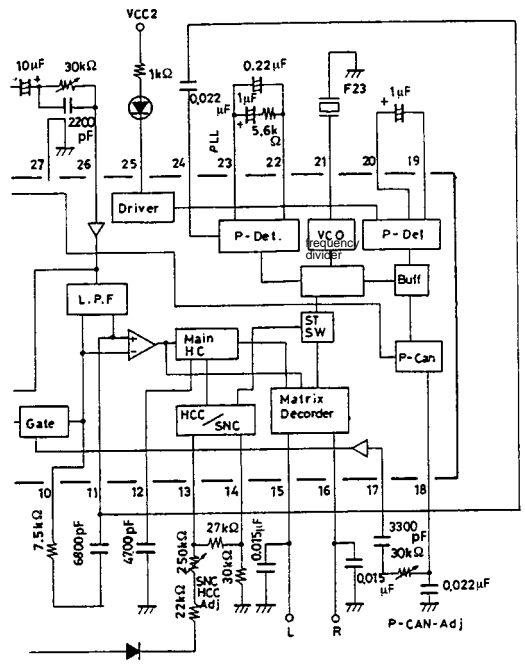 VCC2
10μF
30kΩ
+
2200
pF
1kΩ
0.022
μF
PLL
0.22μF
1μF
+
5.6k
Ω
F23
1μF
+
27
26
25
24
23
22
21
20
19
Driver
P-Det.
VCO
P-Det
frequency
divider
Buff
L.P.F
ST
SW
P-Can
+
-
Main
HC
HCC
/SNC
Matrix
Decorder
Gate
10
11
12
13
14
15
16
17
18
7.5kΩ
6800pF
4700pF
250kΩ
27kΩ
30kΩ
SNC
HCC
Adj
22kΩ
0.015μF
0.015
μF
3300
pF
30kΩ
0.022μF
L
R
P-CAN-Adj